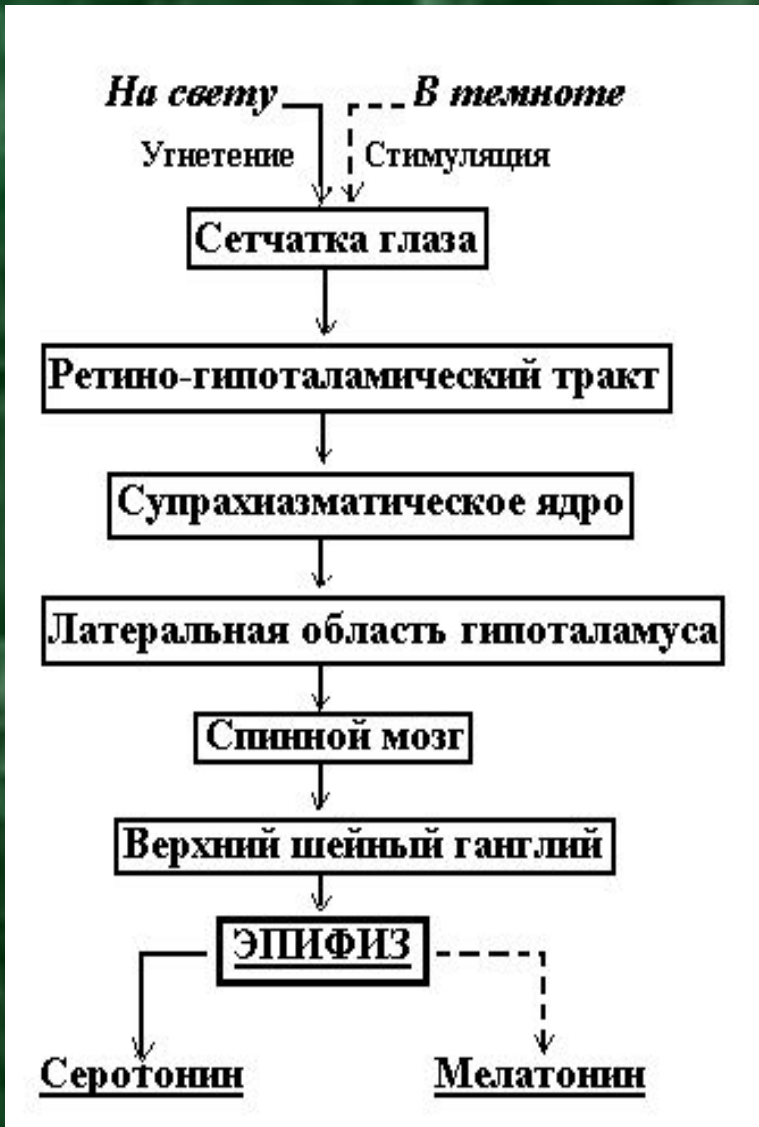 На свету В темноте
Угнетение Стимуляция
Сетчатка глаза
Ретино-гипоталамический тракт
Супрахиазматическое ядро
Латеральная область гипоталамуса
Спинной мозг
Верхний шейный ганглий
ЭПИФИЗ
Серотонин Мелатонин